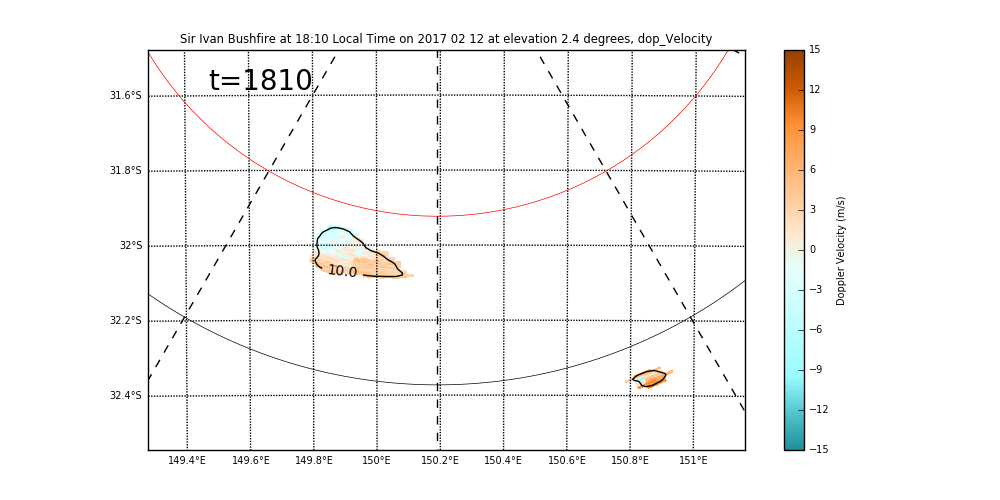 Sir Ivan Bushfire at 18:10 Local Time on 2017 02 12 at elevation 2.4 degrees, dop_Velocity
t=1810
31.6°S
31.8°S
32°S
32.2°S
32.4°S
10.0
149.4°E 149.6°E 149.8°E 150°E 150.2°E 150.4°E 150.6°E 150.8°E 151°E
15
12
9
6
3
0
−3
−6
−9
−12
−15
Doppler Velocity (m/s)